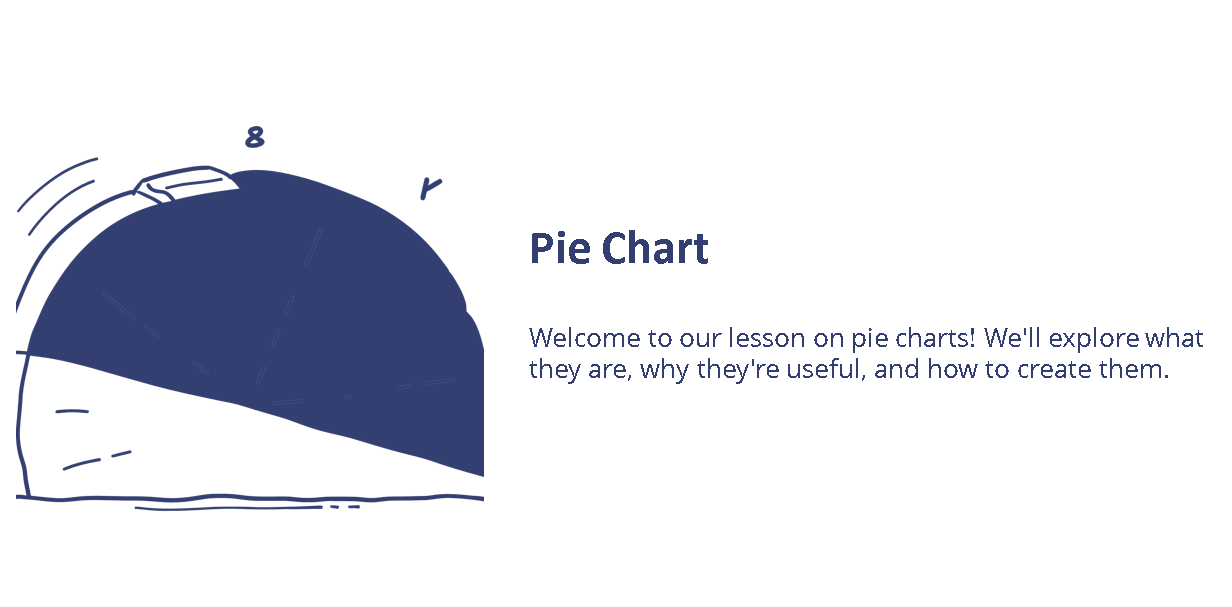 8
Pie Chart
Welcome to our lesson on pie charts! We'll explore what
they are, why they're useful, and how to create them.